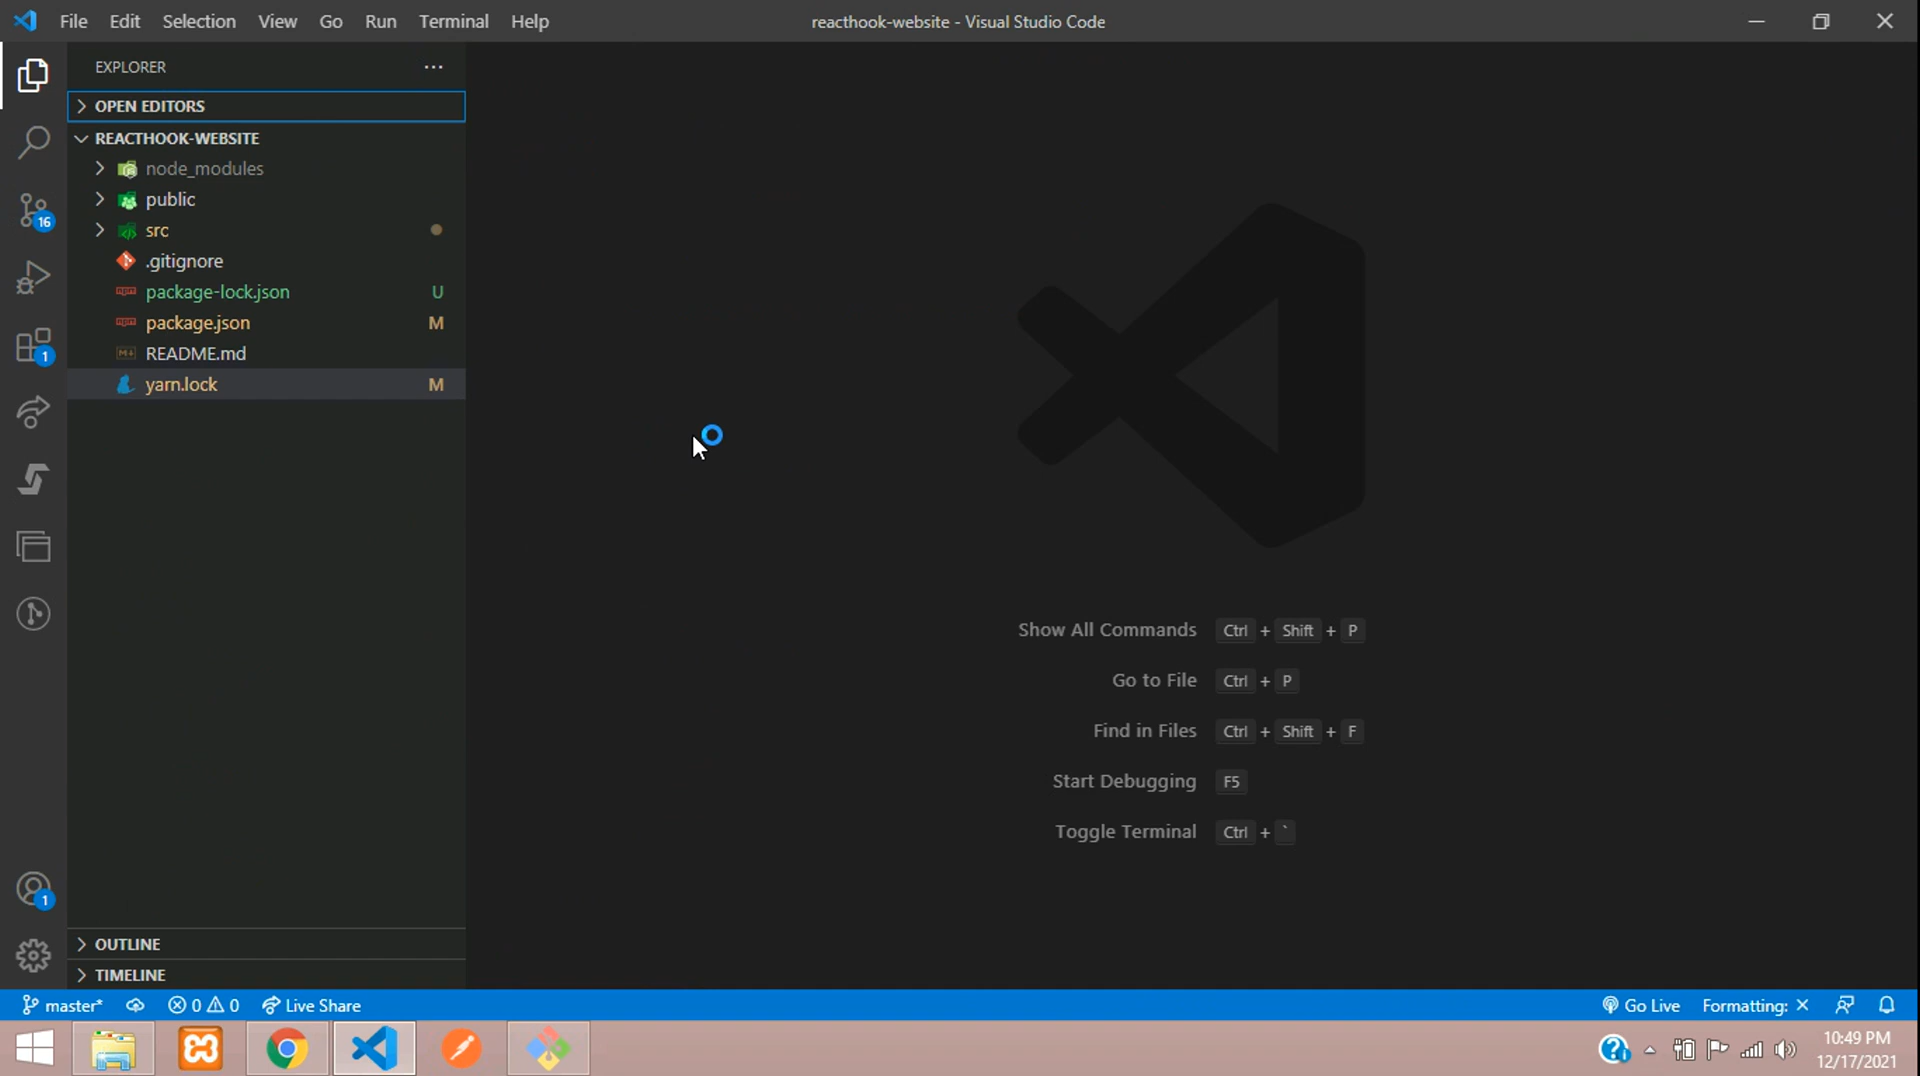 File Edit Selection View Go Run Terminal Help
reacthook-website - Visual Studio Code
EXPLORER
OPEN EDITORS
REACTHOOK-WEBSITE
node_modules
public
src
.gitignore
package-lock.json U
package.json M
README.md
yarn.lock M
16
1
1
Show All Commands Ctrl + Shift + P
Go to File Ctrl + P
Find in Files Ctrl + Shift + F
Start Debugging F5
Toggle Terminal Ctrl + `
OUTLINE
TIMELINE
master* 0 0 Live Share
Go Live Formatting: ×
10:49 PM
12/17/2021